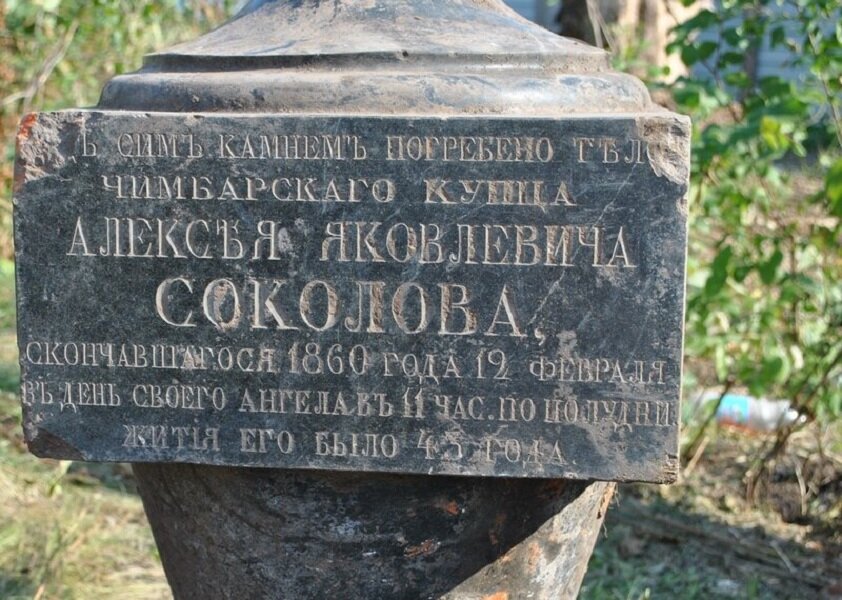 СИМЪ КАМНЕМЪ ПОГРЕБЕНО ТѢЛО
ЧИМБАРСКАГО КУПЦА
АЛЕКСѢЯ ЯКОВЛЕВИЧА
СОКОЛОВА,
СКОНЧАВШАГОСЯ 1860 ГОДА 12 ФЕВРАЛЯ
ВЪ ДЕНЬ СВОЕГО АНГЕЛА ВЪ 11 ЧАС. ПО ПОЛУДНИ
ЖИТІЯ ЕГО БЫЛО 43 ГОДА